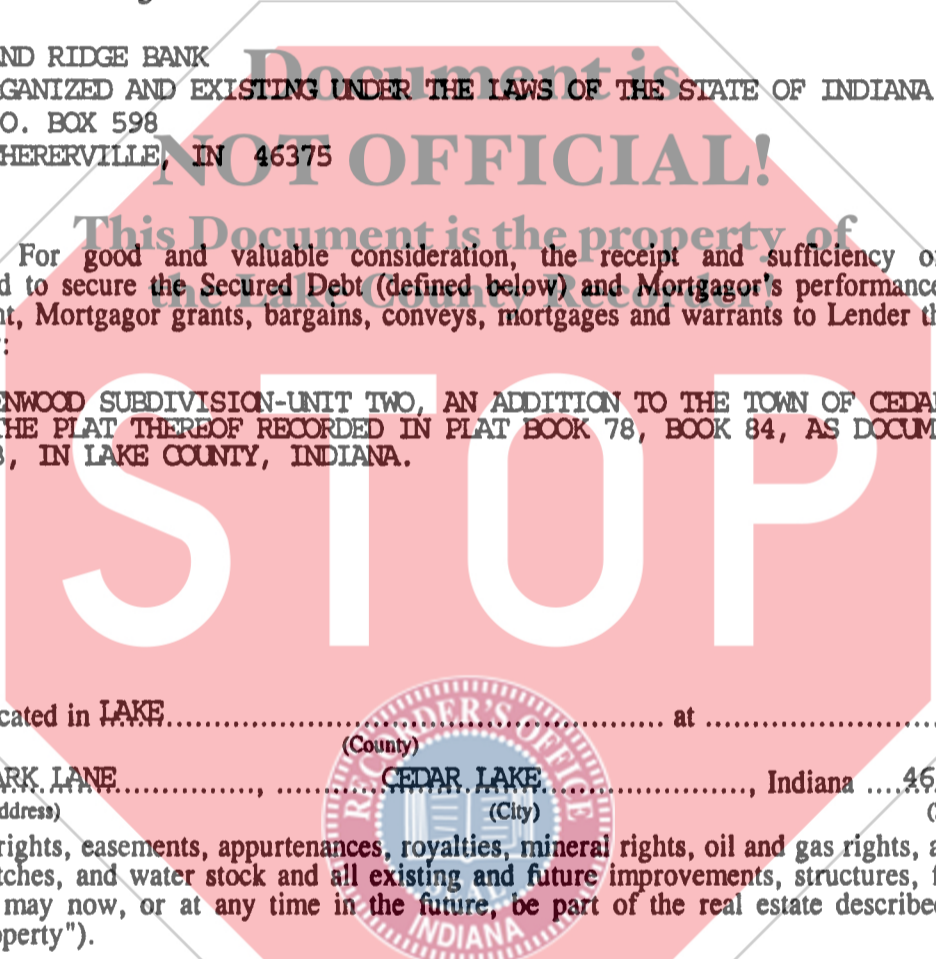 ND RIDGE BANK
GANIZED AND EXISTING UNDER THE LAWS OF THE STATE OF INDIANA
O. BOX 598
HERERVILLE, IN 46375
Document is
NOT OFFICIAL!
This Document is the property of
the Lake County Recorder!
For good and valuable consideration, the receipt and sufficiency o
d to secure the Secured Debt (defined below) and Mortgagor's performance
nt, Mortgagor grants, bargains, conveys, mortgages and warrants to Lender th
:
NWOOD SUBDIVISION-UNIT TWO, AN ADDITION TO THE TOWN OF CEDAR
THE PLAT THEREOF RECORDED IN PLAT BOOK 78, BOOK 84, AS DOCUM
, IN LAKE COUNTY, INDIANA.
STOP
cated in LAKE at
(County)
ARK LANE, CEDAR LAKE, Indiana 46
ddress) (City)
rights, easements, appurtenances, royalties, mineral rights, oil and gas rights, a
tches, and water stock and all existing and future improvements, structures, f
may now, or at any time in the future, be part of the real estate described
operty").
RECORDER'S OFFICE
SEAL
INDIANA